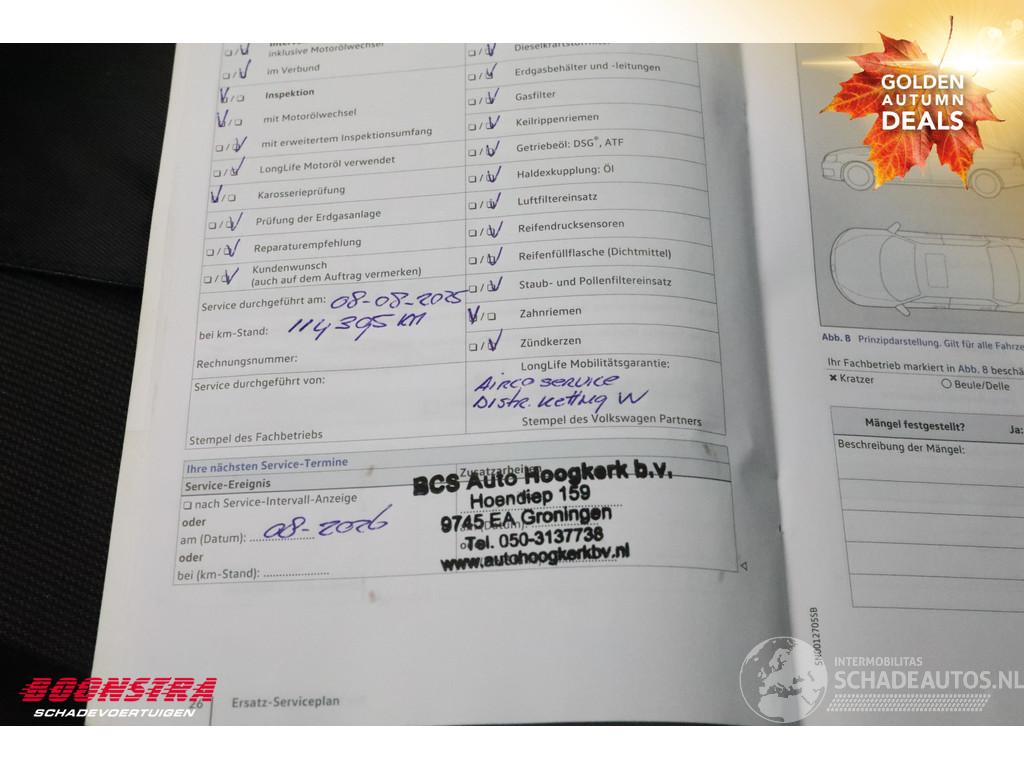 GOLDEN
AUTUMN
DEALS
inklusive Motorölwechsel
im Verbund
Inspektion
mit Motorölwechsel
mit erweitertem Inspektionsumfang
LongLife Motoröl verwendet
Karosserieprüfung
Prüfung der Erdgasanlage
Reparaturempfehlung
Kundenwunsch
(auch auf dem Auftrag vermerken)
Service durchgeführt am: 08-08-2025
bei km-Stand: 114395 KM
Rechnungsnummer:
Service durchgeführt von:
Stempel des Fachbetriebs
Dieselkraftstofffilter
Erdgasbehälter und -leitungen
Gasfilter
Keilrippenriemen
Getriebeöl: DSG®, ATF
Haldexkupplung: Öl
Luftfiltereinsatz
Reifendrucksensoren
Reifenfüllflasche (Dichtmittel)
Staub- und Pollenfiltereinsatz
Zahnriemen
Zündkerzen
LongLife Mobilitätsgarantie:
Airco service
Distr. ketting W
Stempel des Volkswagen Partners
Ihre nächsten Service-Termine
Service-Ereignis
Zusatzarbeiten
nach Service-Intervall-Anzeige
oder
am (Datum): 08-2026
oder
bei (km-Stand):
(Datum):
BCS Auto Hoogkerk b.v.
Hoendiep 159
9745 EA Groningen
Tel. 050-3137738
www.autohoogkerkbv.nl
26 Ersatz-Serviceplan
5N0012705SB
Abb. 8 Prinzipdarstellung. Gilt für alle Fahrze
Ihr Fachbetrieb markiert in Abb. 8 beschä
Kratzer
Beule/Delle
Mängel festgestellt? Ja:
Beschreibung der Mängel:
BOONSTRA
SCHADEVOERTUIGEN
INTERMOBILITAS
SCHADEAUTOS.NL